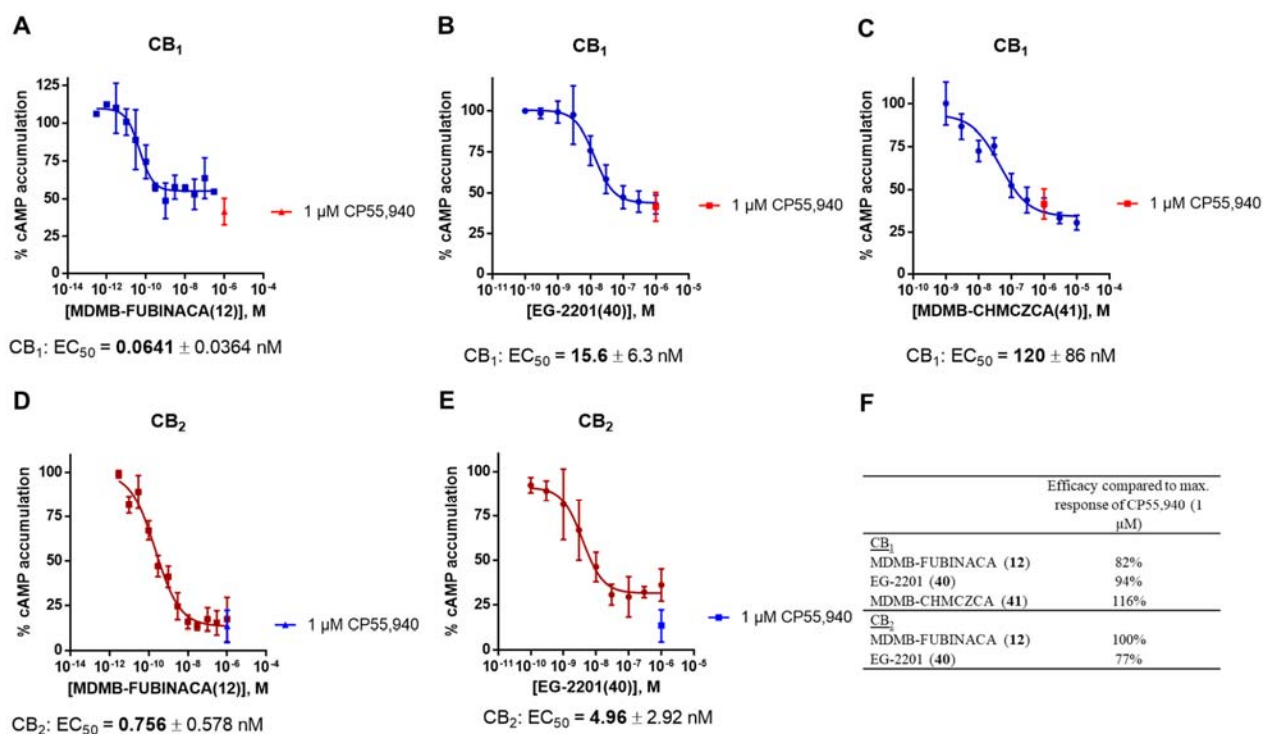 A
CB₁
% cAMP accumulation
125
100
75
50
25
0
10⁻¹⁴ 10⁻¹² 10⁻¹⁰ 10⁻⁸ 10⁻⁶ 10⁻⁴
[MDMB-FUBINACA(12)], M
1 µM CP55,940
CB₁: EC₅₀ = 0.0641 ± 0.0364 nM
B
CB₁
% cAMP accumulation
125
100
75
50
25
0
10⁻¹¹ 10⁻¹⁰ 10⁻⁹ 10⁻⁸ 10⁻⁷ 10⁻⁶ 10⁻⁵
[EG-2201(40)], M
1 µM CP55,940
CB₁: EC₅₀ = 15.6 ± 6.3 nM
C
CB₁
% cAMP accumulation
100
75
50
25
0
10⁻¹⁰ 10⁻⁹ 10⁻⁸ 10⁻⁷ 10⁻⁶ 10⁻⁵ 10⁻⁴
[MDMB-CHMCZCA(41)], M
1 µM CP55,940
CB₁: EC₅₀ = 120 ± 86 nM
D
CB₂
% cAMP accumulation
100
75
50
25
0
10⁻¹² 10⁻¹⁰ 10⁻⁸ 10⁻⁶ 10⁻⁴
[MDMB-FUBINACA(12)], M
1 µM CP55,940
CB₂: EC₅₀ = 0.756 ± 0.578 nM
E
CB₂
% cAMP accumulation
100
75
50
25
0
10⁻¹¹ 10⁻¹⁰ 10⁻⁹ 10⁻⁸ 10⁻⁷ 10⁻⁶ 10⁻⁵
[EG-2201(40)], M
1 µM CP55,940
CB₂: EC₅₀ = 4.96 ± 2.92 nM
F
Efficacy compared to max.
response of CP55,940 (1
µM)
CB₁
MDMB-FUBINACA (12) 82%
EG-2201 (40) 94%
MDMB-CHMCZCA (41) 116%
CB₂
MDMB-FUBINACA (12) 100%
EG-2201 (40) 77%